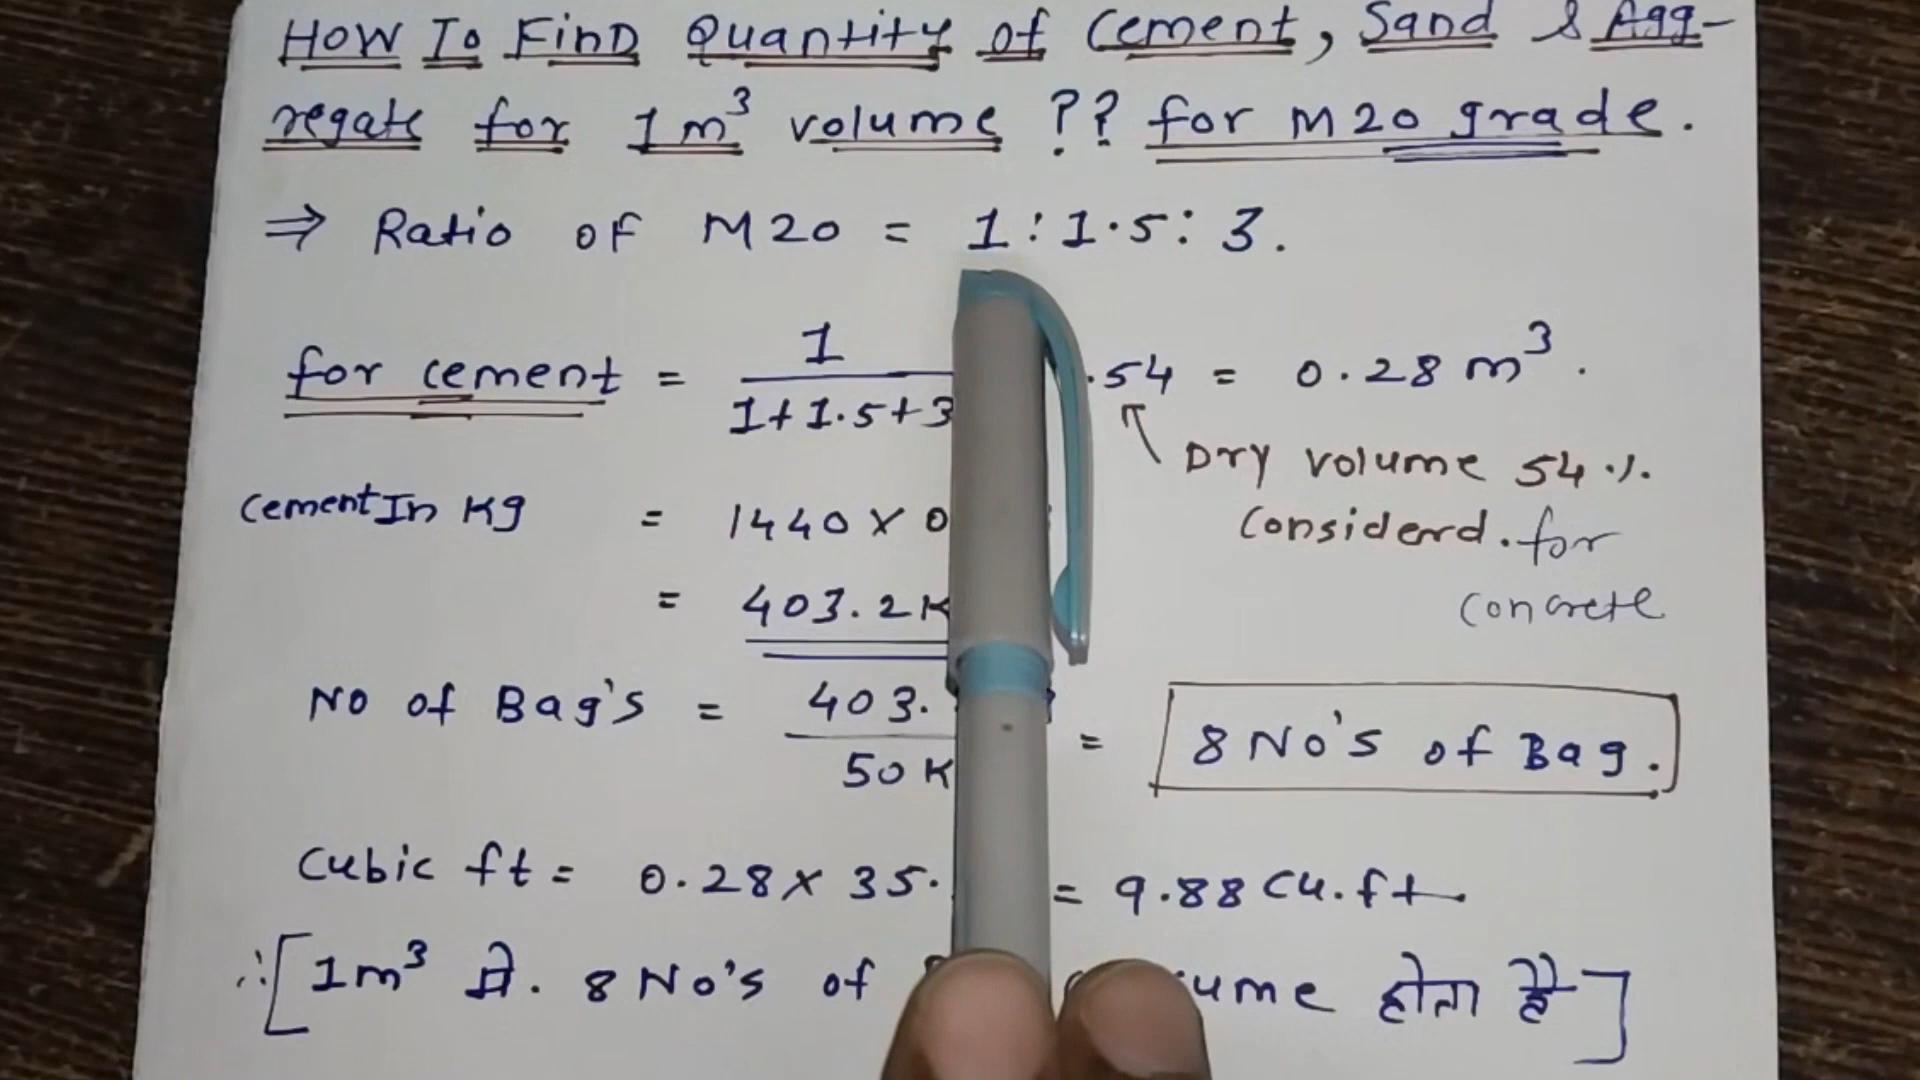 How To Find Quantity of Cement, Sand & Agg-
regate for 1m³ volume ?? for M20 grade.
⇒ Ratio of M20 = 1 : 1.5 : 3.
for cement = 1 / 1+1.5+3 .54 = 0.28 m³.
Dry volume 54 %.
Considerd. for
concrete
Cement In Kg = 1440 × 0
= 403.2 K
No of Bag's = 403. / 50 K = 8 No's of Bag.
Cubic ft = 0.28 × 35. = 9.88 Cu.ft.
∴ [1m³ मे. 8 No's of ume होता है]